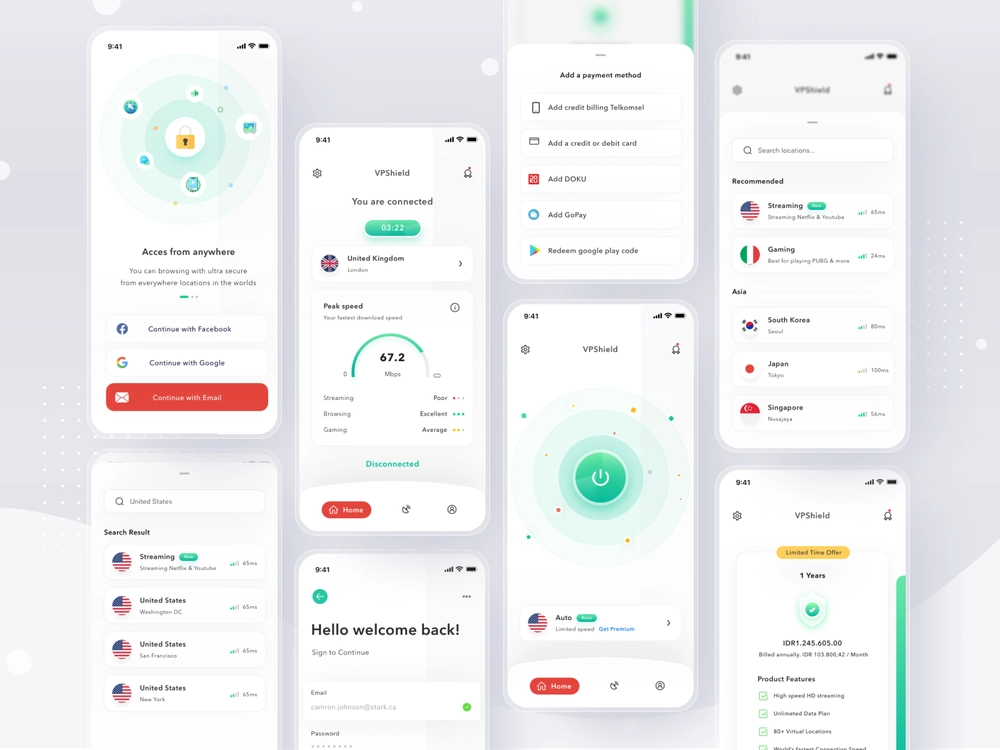 9:41
Acces from anywhere
You can browsing with ultra secure
from everywhere locations in the worlds
Continue with Facebook
Continue with Google
Continue with Email
United States
Search Result
Streaming New
Streaming Netflix & Youtube
65ms
United States
Washington DC
65ms
United States
San Francisco
65ms
United States
New York
65ms
9:41
VPShield
You are connected
03:22
United Kingdom
London
Peak speed
Your fastest download speed
67.2
0
Mbps
Streaming Poor
Browsing Excellent
Gaming Average
Disconnected
Home
9:41
Hello welcome back!
Sign to Continue
Email
camron.johnson@stark.ca
Password
Add a payment method
Add credit billing Telkomsel
Add a credit or debit card
Add DOKU
Add GoPay
Redeem google play code
9:41
VPShield
Auto Basic
Limited speed Get Premium
Home
9:41
VPShield
Search locations...
Recommended
Streaming New
Streaming Netflix & Youtube
65ms
Gaming
Best for playing PUBG & more
24ms
Asia
South Korea
Seoul
80ms
Japan
Tokyo
100ms
Singapore
Nusajaya
56ms
9:41
VPShield
Limited Time Offer
1 Years
IDR1.245.605.00
Billed annually. IDR 103.800,42 / Month
Product Features
High speed HD streaming
Unlimeted Data Plan
80+ Virtual Locations
World's Fastest Connection Speed